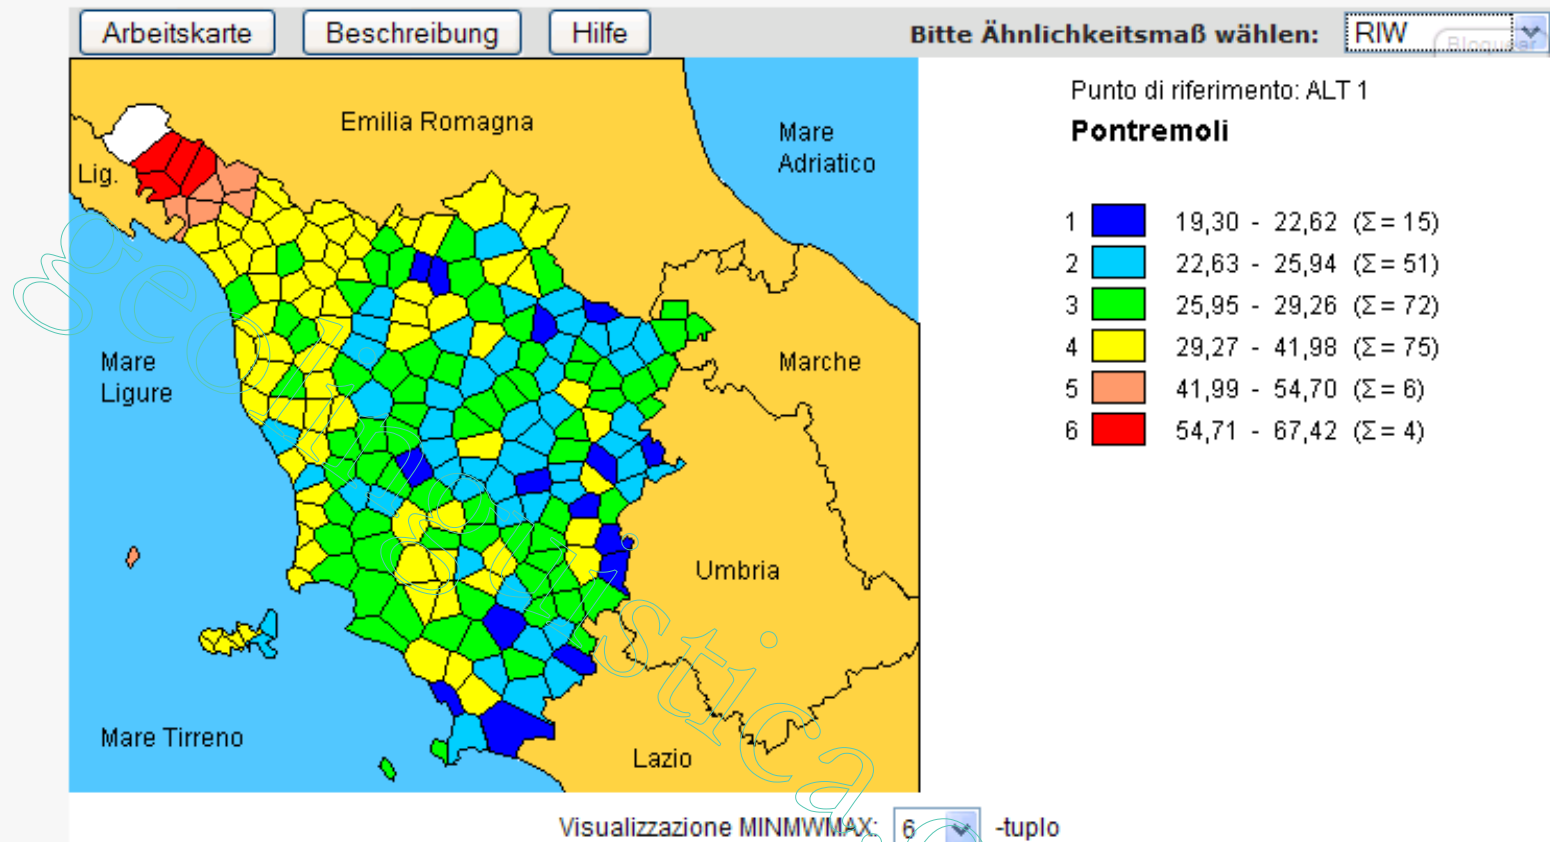 Arbeitskarte Beschreibung Hilfe Bitte Ähnlichkeitsmaß wählen: RIW Bloquear
Punto di riferimento: ALT 1
Pontremoli
Emilia Romagna
Mare
Adriatico
Lig.
1 19,30 - 22,62 (Σ = 15)
2 22,63 - 25,94 (Σ = 51)
3 25,95 - 29,26 (Σ = 72)
4 29,27 - 41,98 (Σ = 75)
5 41,99 - 54,70 (Σ = 6)
6 54,71 - 67,42 (Σ = 4)
Mare
Ligure
Marche
Umbria
Mare Tirreno
Lazio
geolinguistica
Visualizzazione MINMWMAX: 6 -tuplo